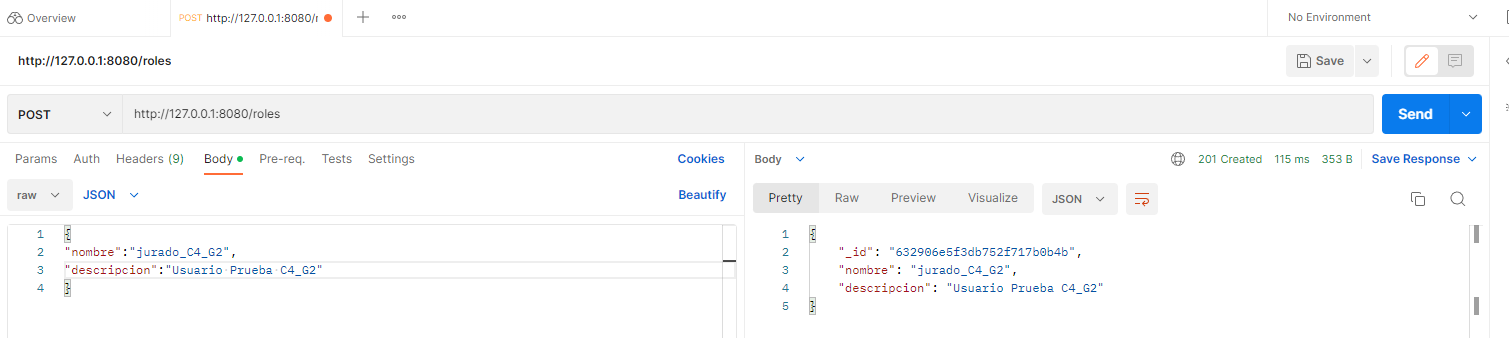 Overview
POST http://127.0.0.1:8080/r
No Environment
http://127.0.0.1:8080/roles
Save
POST
http://127.0.0.1:8080/roles
Send
Params Auth Headers (9) Body Pre-req. Tests Settings Cookies
raw JSON Beautify
1 {
2 "nombre":"jurado_C4_G2",
3 "descripcion":"Usuario Prueba C4_G2"
4 }
Body 201 Created 115 ms 353 B Save Response
Pretty Raw Preview Visualize JSON
1 {
2 "_id": "632906e5f3db752f717b0b4b",
3 "nombre": "jurado_C4_G2",
4 "descripcion": "Usuario Prueba C4_G2"
5 }